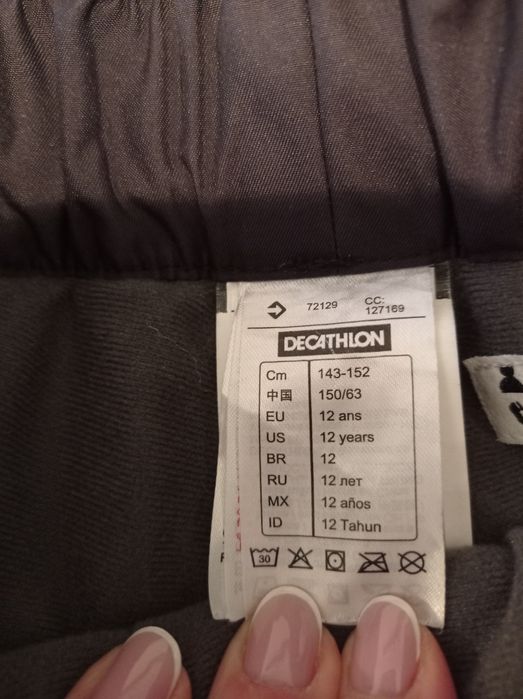 72129 CC:
127169
DECATHLON
Cm 143-152
中国 150/63
EU 12 ans
US 12 years
BR 12
RU 12 лет
MX 12 años
ID 12 Tahun
30